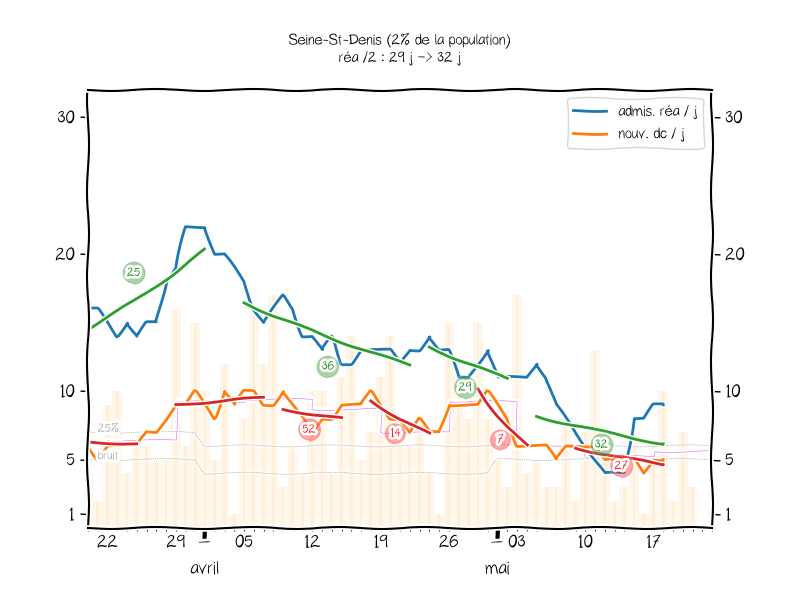 Seine-St-Denis (2% de la population)
réa /2 : 29 j -> 32 j
30
30
admis. réa / j
nouv. dc / j
20
20
25
36
29
10
10
52
14
7
32
27
25%
bruit
5
5
1
1
22 29 05 12 19 26 03 10 17
avril mai